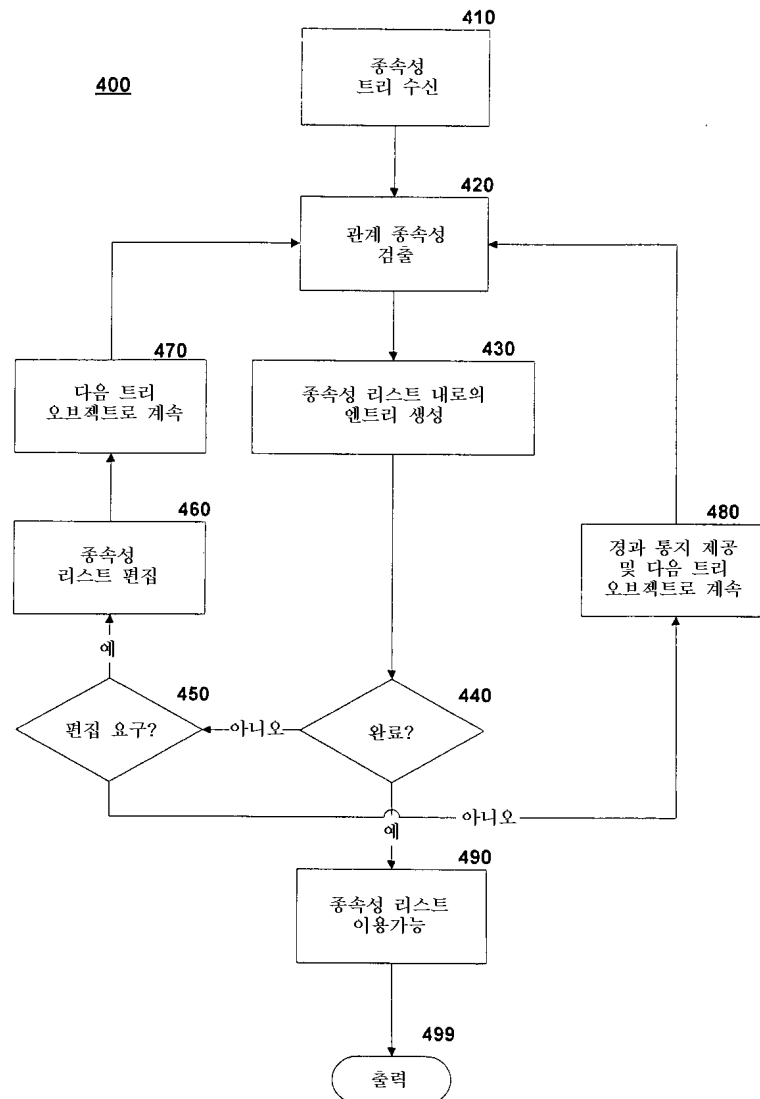 410
종속성
트리 수신
400
420
관계 종속성
검출
470
다음 트리
오브젝트로 계속
430
종속성 리스트 내로의
엔트리 생성
460
종속성
리스트 편집
480
경과 통지 제공
및 다음 트리
오브젝트로 계속
예
450
편집 요구?
아니오
440
완료?
아니오
예
490
종속성 리스트
이용가능
499
출력